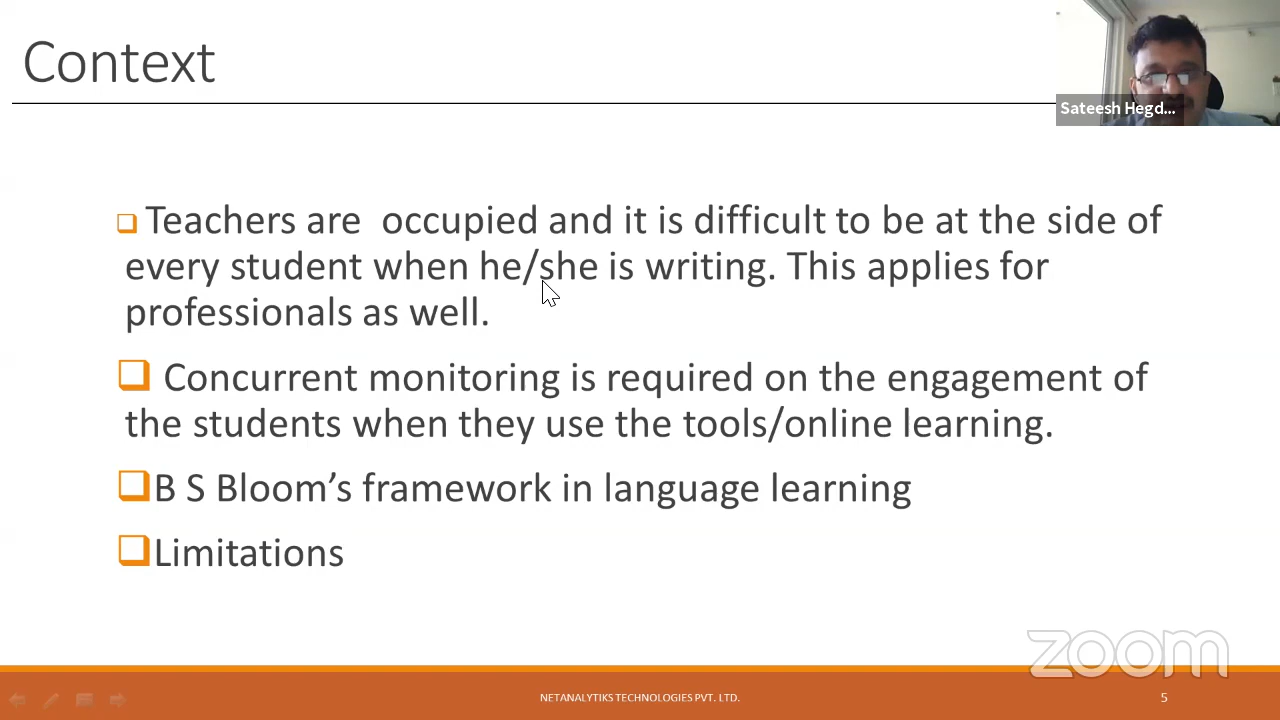 Context
Sateesh Hegd...
Teachers are occupied and it is difficult to be at the side of
every student when he/she is writing. This applies for
professionals as well.
Concurrent monitoring is required on the engagement of
the students when they use the tools/online learning.
B S Bloom’s framework in language learning
Limitations
zoom
NETANALYTIKS TECHNOLOGIES PVT. LTD.
5